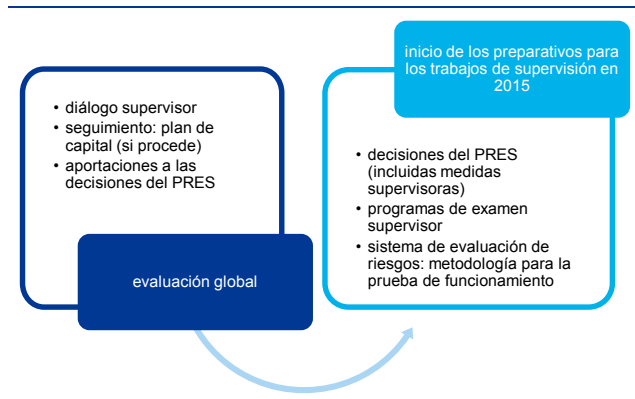 • diálogo supervisor
• seguimiento: plan de
capital (si procede)
• aportaciones a las
decisiones del PRES
evaluación global
inicio de los preparativos para
los trabajos de supervisión en
2015
• decisiones del PRES
(incluidas medidas
supervisoras)
• programas de examen
supervisor
• sistema de evaluación de
riesgos: metodología para la
prueba de funcionamiento